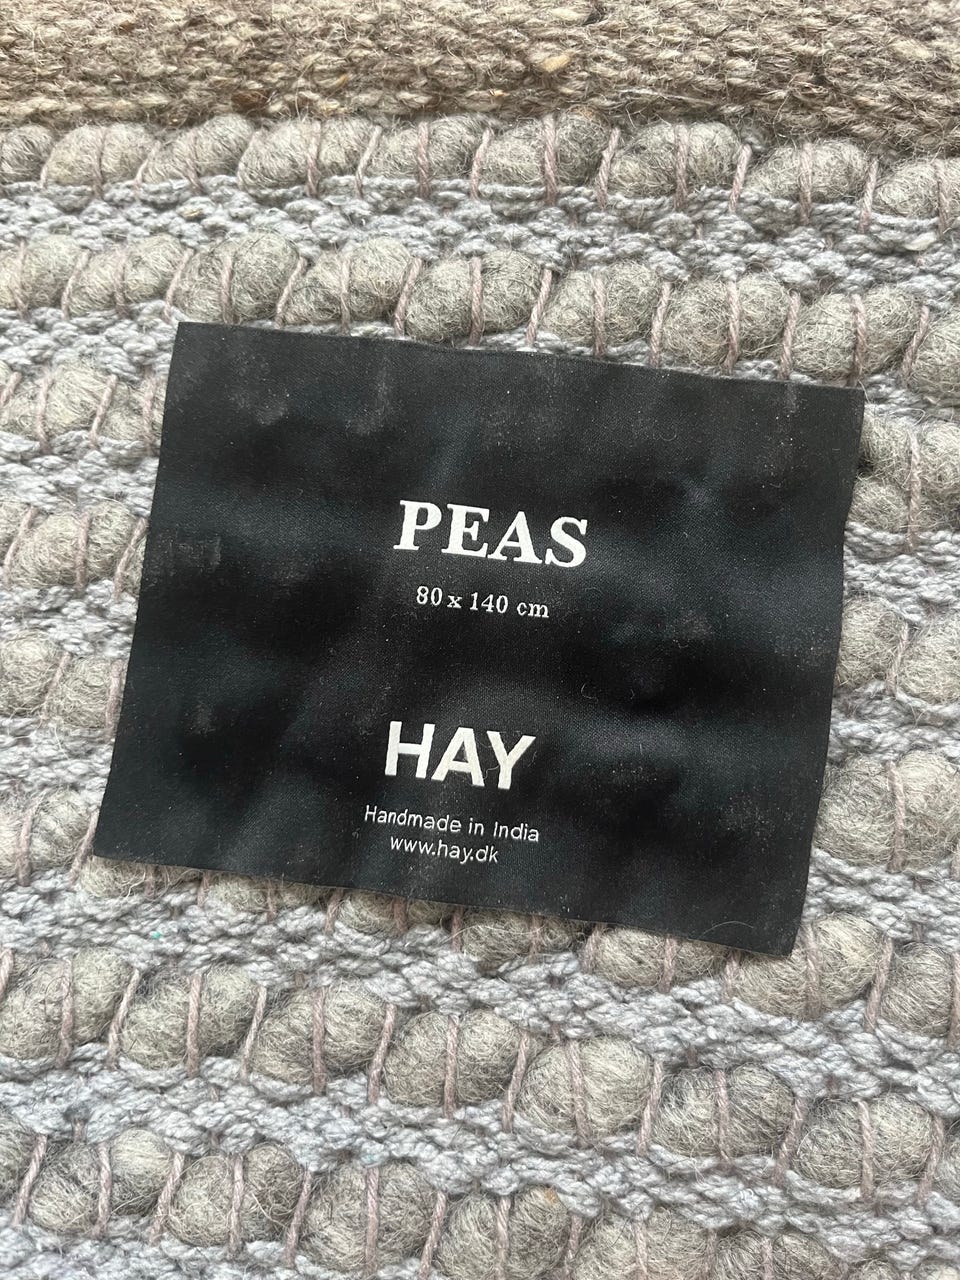 PEAS
80 x 140 cm
HAY
Handmade in India
www.hay.dk